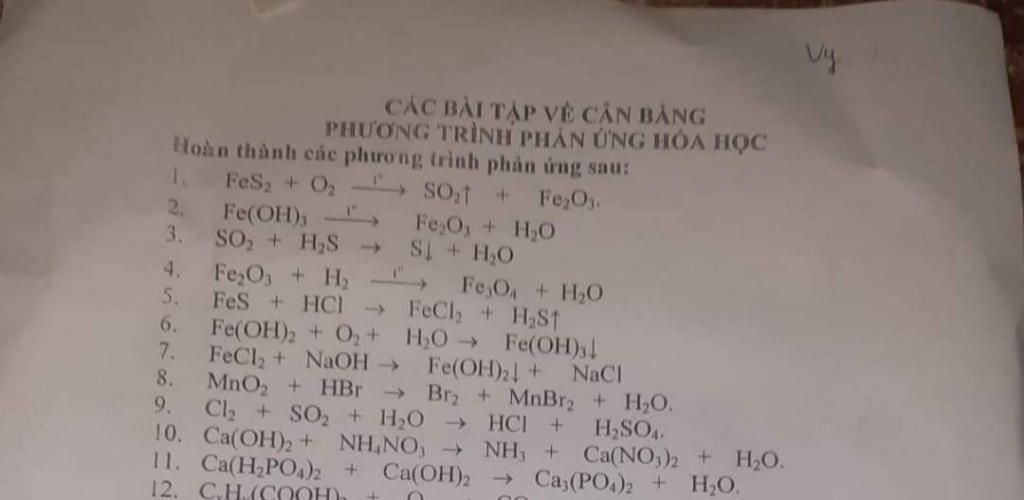 Vy
CÁC BÀI TẬP VỀ CÂN BẰNG
PHƯƠNG TRÌNH PHẢN ỨNG HÓA HỌC
Hoàn thành các phương trình phản ứng sau:
1. FeS₂ + O₂ –t°→ SO₂↑ + Fe₂O₃.
2. Fe(OH)₃ –t°→ Fe₂O₃ + H₂O
3. SO₂ + H₂S → S↓ + H₂O
4. Fe₂O₃ + H₂ –t°→ Fe₃O₄ + H₂O
5. FeS + HCl → FeCl₂ + H₂S↑
6. Fe(OH)₂ + O₂ + H₂O → Fe(OH)₃↓
7. FeCl₂ + NaOH → Fe(OH)₂↓ + NaCl
8. MnO₂ + HBr → Br₂ + MnBr₂ + H₂O.
9. Cl₂ + SO₂ + H₂O → HCl + H₂SO₄.
10. Ca(OH)₂ + NH₄NO₃ → NH₃ + Ca(NO₃)₂ + H₂O.
11. Ca(H₂PO₄)₂ + Ca(OH)₂ → Ca₃(PO₄)₂ + H₂O.
12.